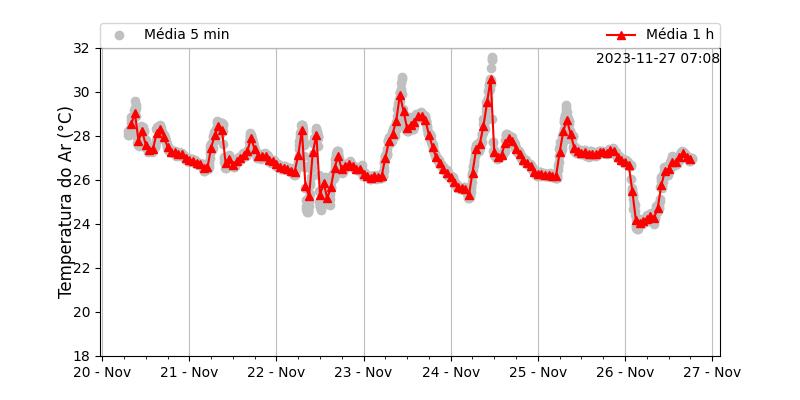 Média 5 min
Média 1 h
2023-11-27 07:08
Temperatura do Ar (°C)
32
30
28
26
24
22
20
18
20 - Nov
21 - Nov
22 - Nov
23 - Nov
24 - Nov
25 - Nov
26 - Nov
27 - Nov